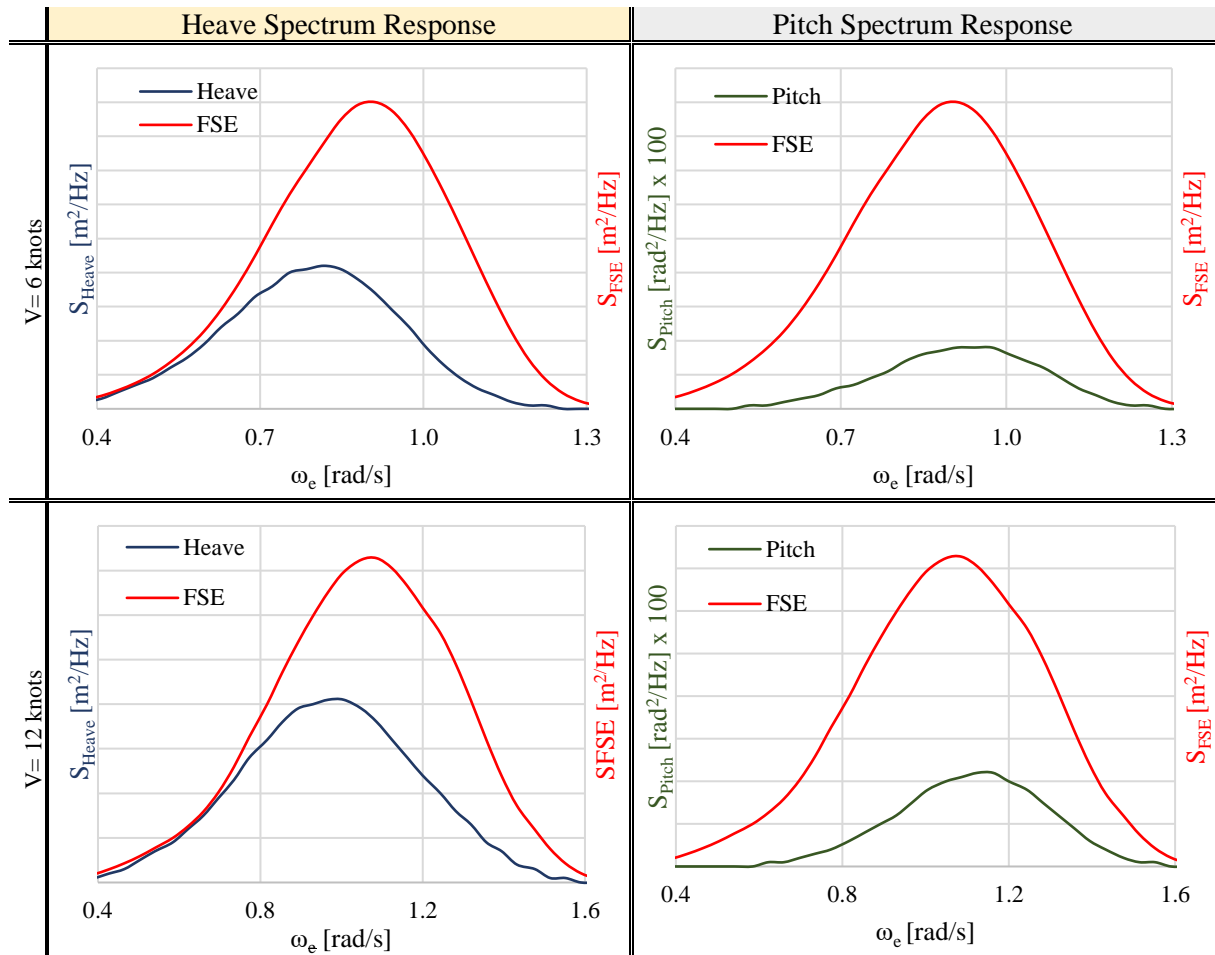 Heave Spectrum Response
Pitch Spectrum Response
V= 6 knots
Heave
FSE
S_Heave [m²/Hz]
S_FSE [m²/Hz]
0.4 0.7 1.0 1.3
ω_e [rad/s]
Pitch
FSE
S_Pitch [rad²/Hz] x 100
S_FSE [m²/Hz]
0.4 0.7 1.0 1.3
ω_e [rad/s]
V= 12 knots
Heave
FSE
S_Heave [m²/Hz]
SFSE [m²/Hz]
0.4 0.8 1.2 1.6
ω_e [rad/s]
Pitch
FSE
S_Pitch [rad²/Hz] x 100
S_FSE [m²/Hz]
0.4 0.8 1.2 1.6
ω_e [rad/s]